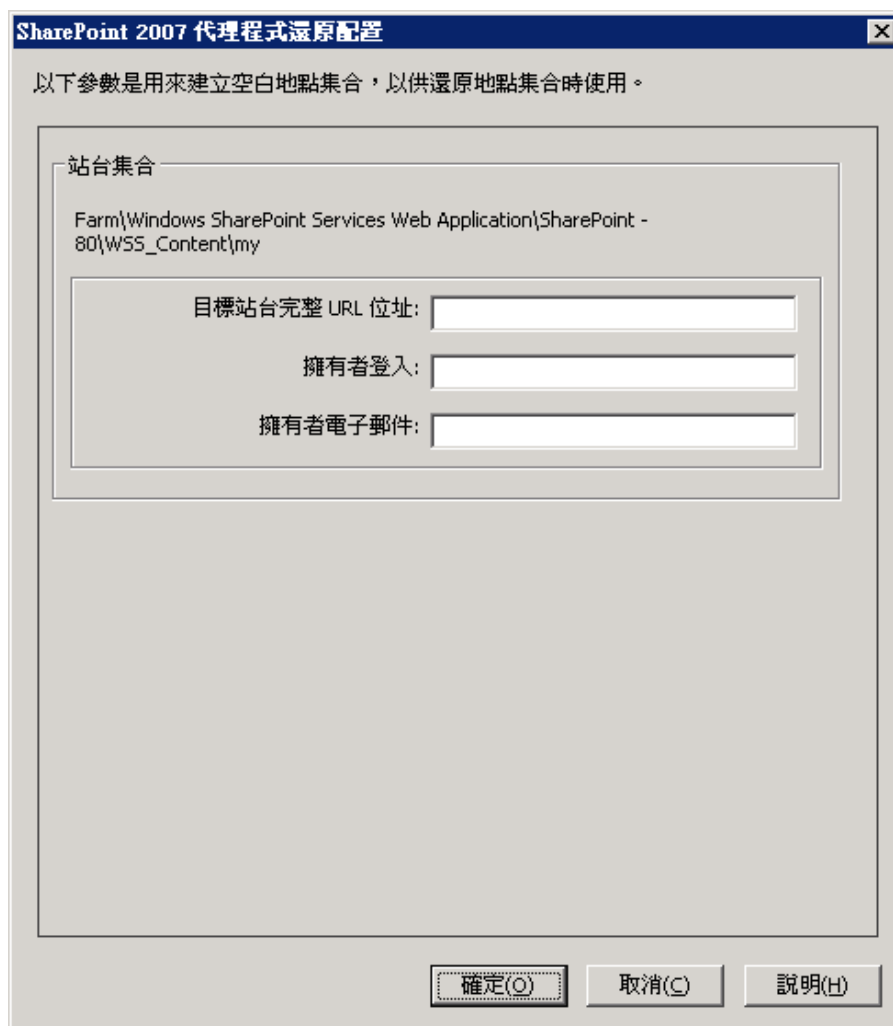 SharePoint 2007 代理程式還原配置
以下參數是用來建立空白地點集合，以供還原地點集合時使用。
站台集合
Farm\Windows SharePoint Services Web Application\SharePoint -
80\WSS_Content\my
目標站台完整 URL 位址:
擁有者登入:
擁有者電子郵件:
確定(O) 取消(C) 說明(H)